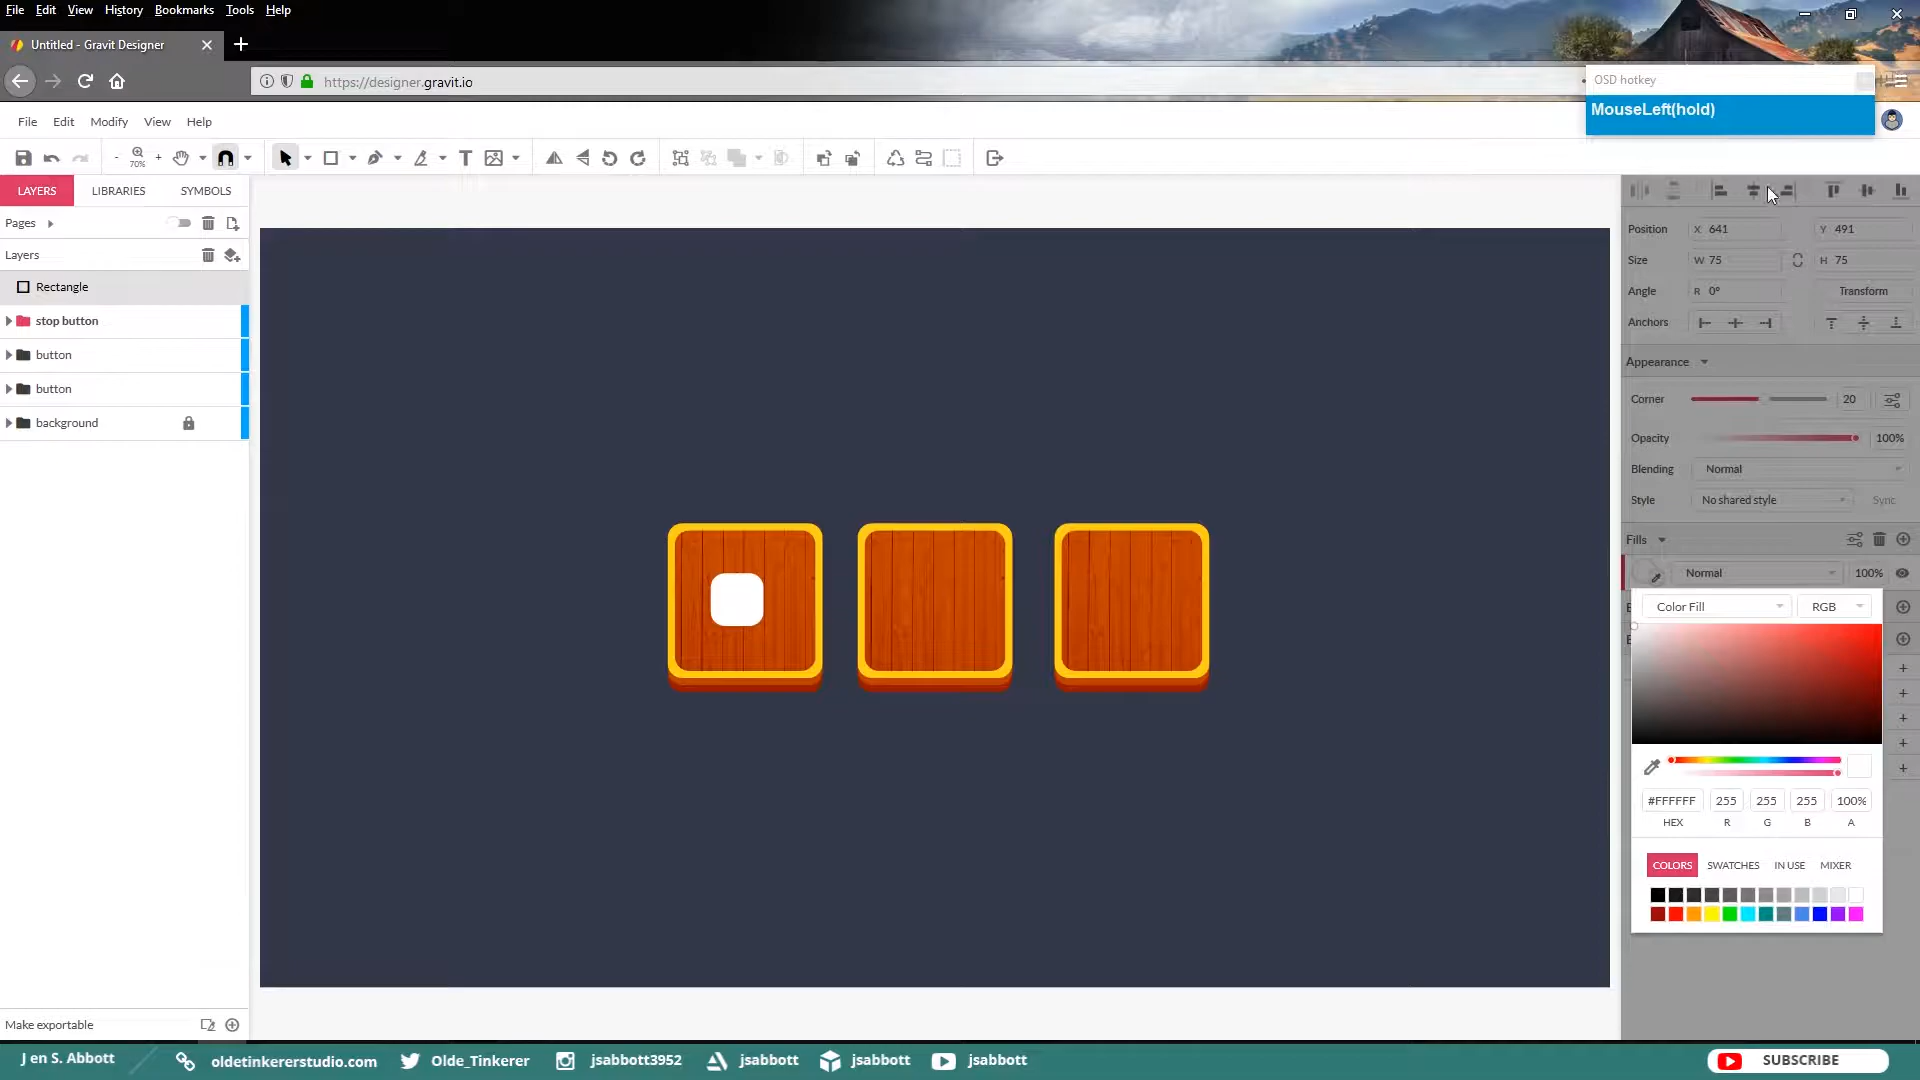 File Edit View History Bookmarks Tools Help
Untitled - Gravit Designer
https://designer.gravit.io
OSD hotkey
MouseLeft(hold)
File Edit Modify View Help
- 70% +
LAYERS LIBRARIES SYMBOLS
Pages
Layers
Rectangle
stop button
button
button
background
Make exportable
Position X 641 Y 491
Size W 75 H 75
Angle R 0° Transform
Anchors
Appearance
Corner 20
Opacity 100%
Blending Normal
Style No shared style Sync
Fills
Normal 100%
Color Fill RGB
#FFFFFF 255 255 255 100%
HEX R G B A
COLORS SWATCHES IN USE MIXER
J en S. Abbott oldetinkererstudio.com Olde_Tinkerer jsabbott3952 jsabbott jsabbott jsabbott SUBSCRIBE